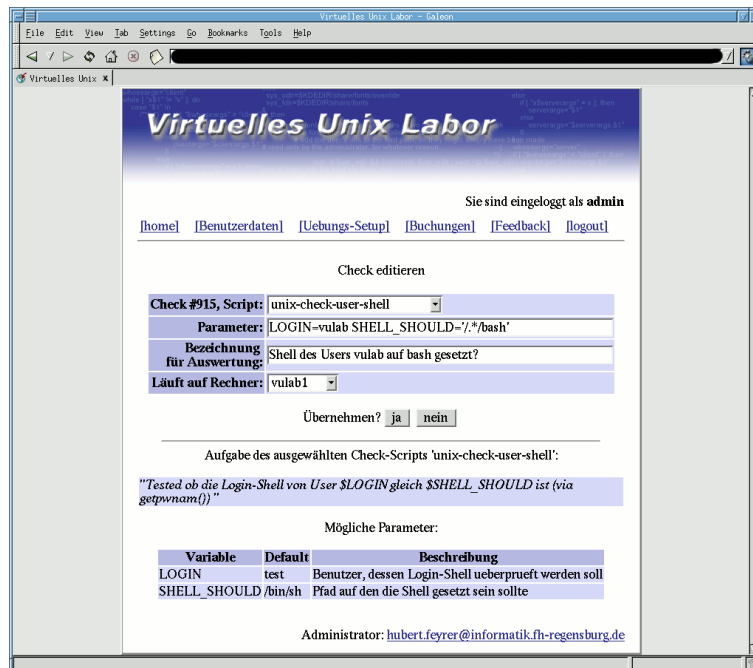 Virtuelles Unix Labor - Galeon
File Edit View Tab Settings Go Bookmarks Tools Help
Virtuelles Unix
Virtuelles Unix Labor
Sie sind eingeloggt als admin
[home] [Benutzerdaten] [Uebungs-Setup] [Buchungen] [Feedback] [logout]
Check editieren
Check #915, Script: unix-check-user-shell
Parameter: LOGIN=vulab SHELL_SHOULD='/.*/bash'
Bezeichnung
für Auswertung: Shell des Users vulab auf bash gesetzt?
Läuft auf Rechner: vulab1
Übernehmen? ja nein
Aufgabe des ausgewählten Check-Scripts 'unix-check-user-shell':
"Tested ob die Login-Shell von User $LOGIN gleich $SHELL_SHOULD ist (via
getpwnam()) "
Mögliche Parameter:
Variable Default Beschreibung
LOGIN test Benutzer, dessen Login-Shell ueberprueft werden soll
SHELL_SHOULD /bin/sh Pfad auf den die Shell gesetzt sein sollte
Administrator: hubert.feyrer@informatik.fh-regensburg.de